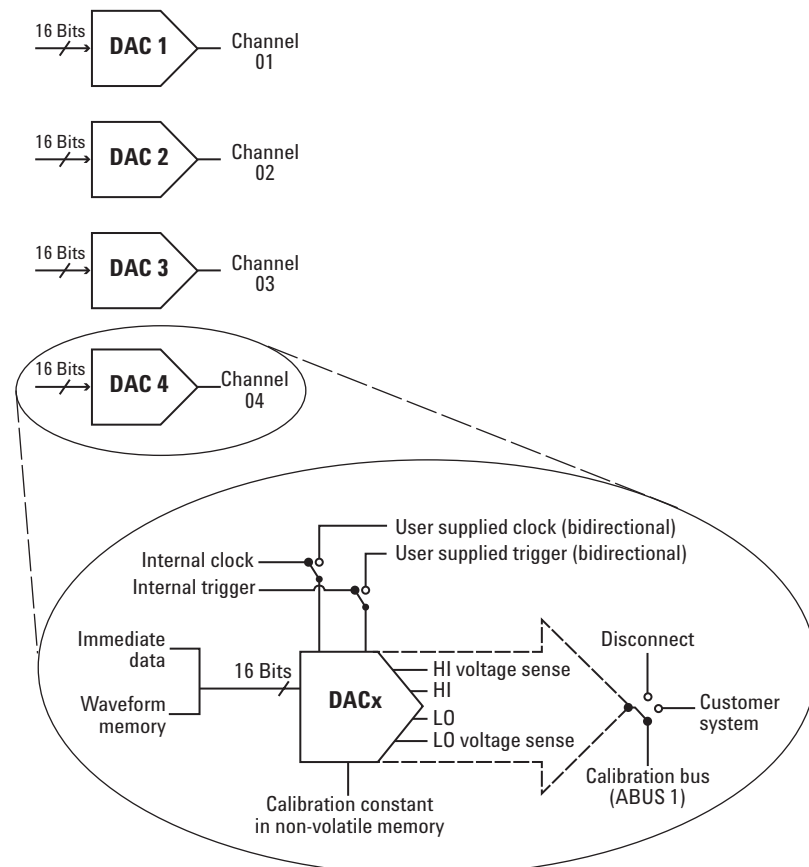 16 Bits
DAC 1
Channel
01
16 Bits
DAC 2
Channel
02
16 Bits
DAC 3
Channel
03
16 Bits
DAC 4
Channel
04
User supplied clock (bidirectional)
Internal clock
User supplied trigger (bidirectional)
Internal trigger
Immediate
data
Waveform
memory
16 Bits
DACx
HI voltage sense
HI
LO
LO voltage sense
Disconnect
Customer
system
Calibration bus
(ABUS 1)
Calibration constant
in non-volatile memory